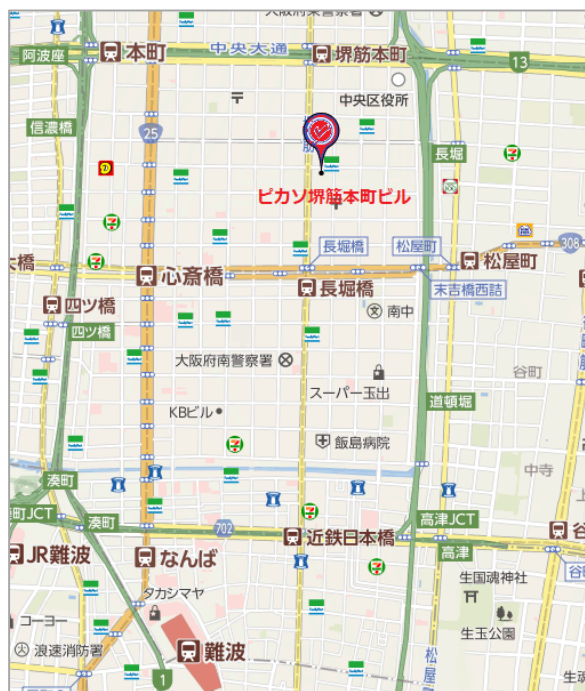 大阪府東警察署
阿波座
本町
中央大通
堺筋本町
13
中央区役所
信濃橋
25
長堀
ピカソ堺筋本町ビル
長堀橋
松屋町
308
心斎橋
松屋町
四ツ橋
長堀橋
末吉橋西詰
四ツ橋
南中
大阪府南警察署
谷町
スーパー玉出
道頓堀
KBビル
飯島病院
中寺
湊町
湊町
702
近鉄日本橋
高津JCT
高津
JR難波
なんば
生国魂神社
タカシマヤ
コーヨー
生玉公園
浪速消防署
難波
松屋
1